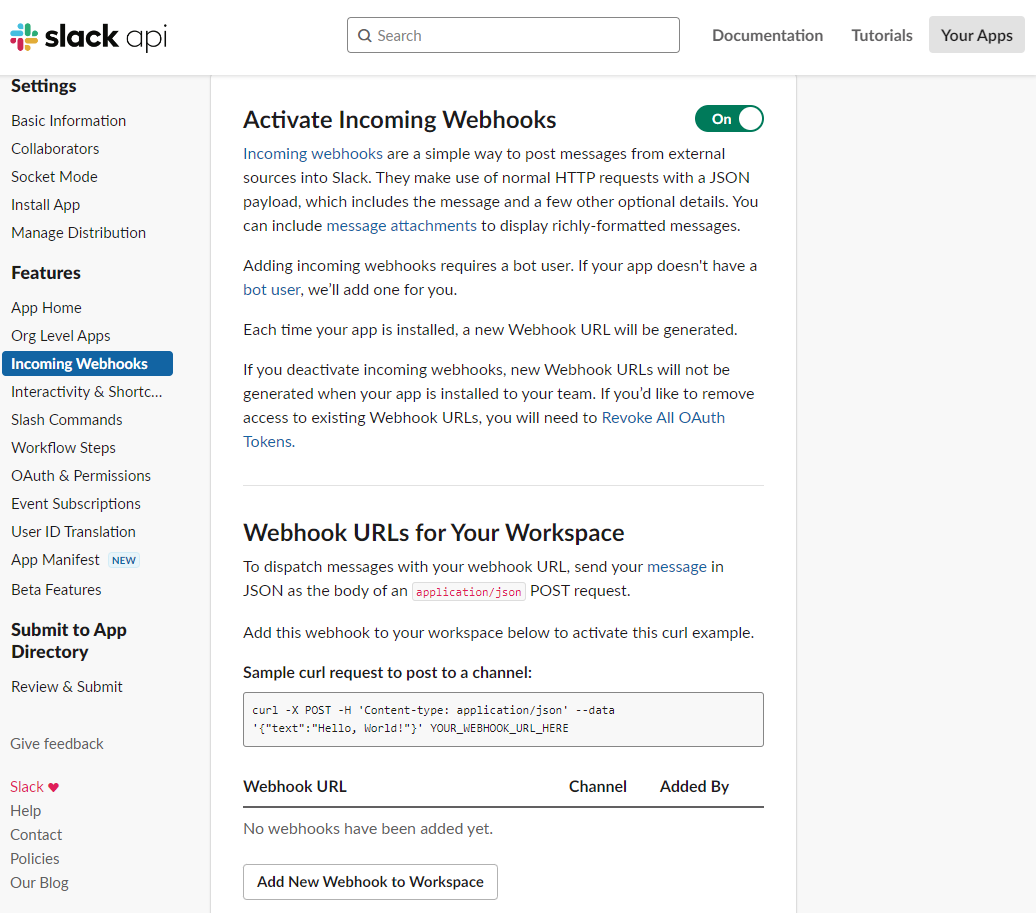 slack api
Search
Documentation
Tutorials
Your Apps
Settings
Basic Information
Collaborators
Socket Mode
Install App
Manage Distribution
Features
App Home
Org Level Apps
Incoming Webhooks
Interactivity & Shortc...
Slash Commands
Workflow Steps
OAuth & Permissions
Event Subscriptions
User ID Translation
App Manifest NEW
Beta Features
Submit to App
Directory
Review & Submit
Give feedback
Slack
Help
Contact
Policies
Our Blog
Activate Incoming Webhooks
On
Incoming webhooks are a simple way to post messages from external
sources into Slack. They make use of normal HTTP requests with a JSON
payload, which includes the message and a few other optional details. You
can include message attachments to display richly-formatted messages.
Adding incoming webhooks requires a bot user. If your app doesn't have a
bot user, we’ll add one for you.
Each time your app is installed, a new Webhook URL will be generated.
If you deactivate incoming webhooks, new Webhook URLs will not be
generated when your app is installed to your team. If you’d like to remove
access to existing Webhook URLs, you will need to Revoke All OAuth
Tokens.
Webhook URLs for Your Workspace
To dispatch messages with your webhook URL, send your message in
JSON as the body of an application/json POST request.
Add this webhook to your workspace below to activate this curl example.
Sample curl request to post to a channel:
curl -X POST -H 'Content-type: application/json' --data
'{"text":"Hello, World!"}' YOUR_WEBHOOK_URL_HERE
Webhook URL
Channel
Added By
No webhooks have been added yet.
Add New Webhook to Workspace